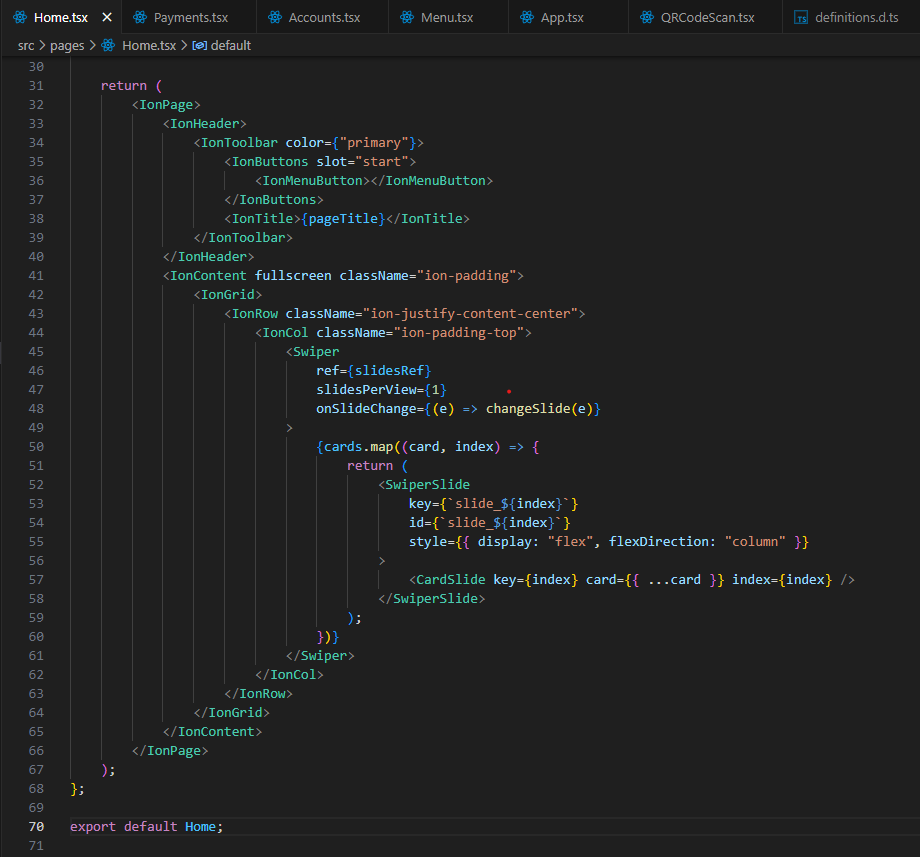 Home.tsx Payments.tsx Accounts.tsx Menu.tsx App.tsx QRCodeScan.tsx TS definitions.d.ts
src > pages > Home.tsx > default
30
31 return (
32 <IonPage>
33 <IonHeader>
34 <IonToolbar color={"primary"}>
35 <IonButtons slot="start">
36 <IonMenuButton></IonMenuButton>
37 </IonButtons>
38 <IonTitle>{pageTitle}</IonTitle>
39 </IonToolbar>
40 </IonHeader>
41 <IonContent fullscreen className="ion-padding">
42 <IonGrid>
43 <IonRow className="ion-justify-content-center">
44 <IonCol className="ion-padding-top">
45 <Swiper
46 ref={slidesRef}
47 slidesPerView={1}
48 onSlideChange={(e) => changeSlide(e)}
49 >
50 {cards.map((card, index) => {
51 return (
52 <SwiperSlide
53 key={`slide_${index}`}
54 id={`slide_${index}`}
55 style={{ display: "flex", flexDirection: "column" }}
56 >
57 <CardSlide key={index} card={{ ...card }} index={index} />
58 </SwiperSlide>
59 );
60 })}
61 </Swiper>
62 </IonCol>
63 </IonRow>
64 </IonGrid>
65 </IonContent>
66 </IonPage>
67 );
68 };
69
70 export default Home;
71